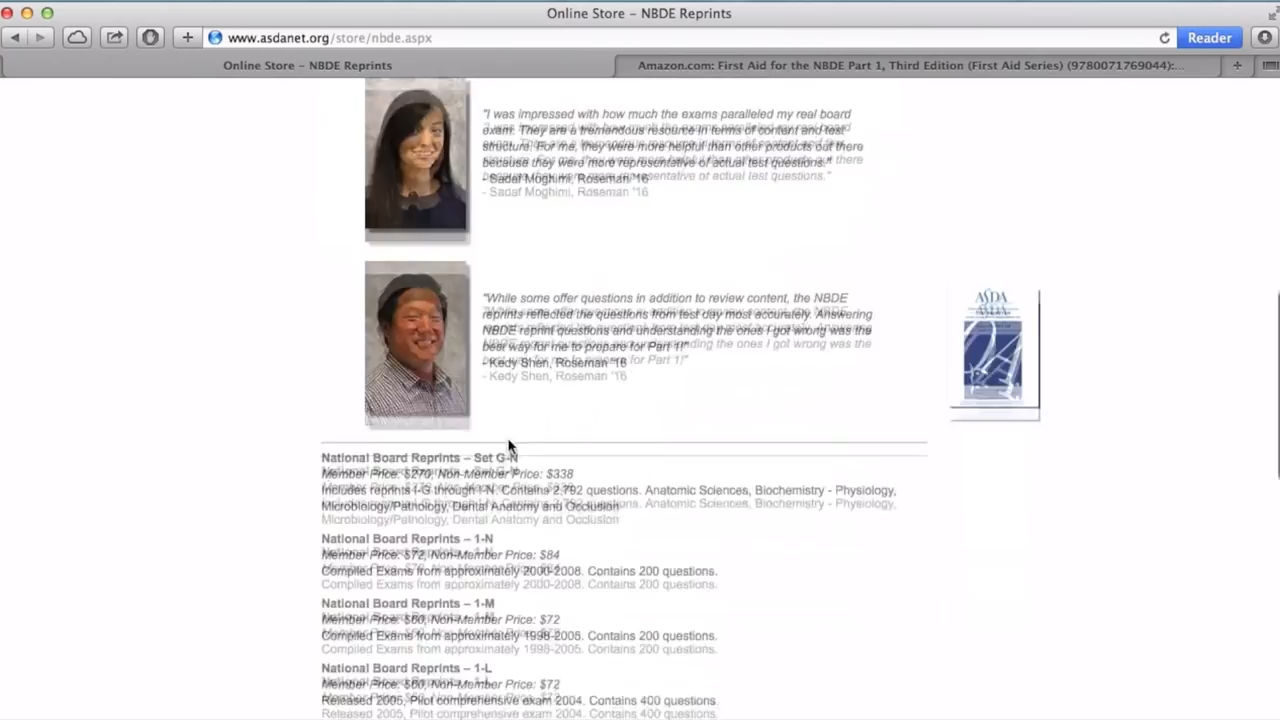 Online Store – NBDE Reprints
www.asdanet.org/store/nbde.aspx
Reader
Online Store – NBDE Reprints
Amazon.com: First Aid for the NBDE Part 1, Third Edition (First Aid Series) (9780071769044):...
"I was impressed with how much the exams paralleled my real board
exam. They are a tremendous resource in terms of content and test
structure. For me, they were more helpful than other products out there
because they were more representative of actual test questions."
- Sadaf Moghimi, Roseman '16
"While some offer questions in addition to review content, the NBDE
reprints reflected the questions from test day most accurately. Answering
NBDE reprint questions and understanding the ones I got wrong was the
best way for me to prepare for Part 1!"
- Kedy Shen, Roseman '16
ASDA
National Board Reprints – Set G-N
Member Price: $270, Non-Member Price: $338
Includes reprints I-G through I-N. Contains 2,792 questions. Anatomic Sciences, Biochemistry - Physiology,
Microbiology/Pathology, Dental Anatomy and Occlusion
National Board Reprints – 1-N
Member Price: $72, Non-Member Price: $84
Compiled Exams from approximately 2000-2008. Contains 200 questions.
National Board Reprints – 1-M
Member Price: $60, Non-Member Price: $72
Compiled Exams from approximately 1998-2005. Contains 200 questions.
National Board Reprints – 1-L
Member Price: $60, Non-Member Price: $72
Released 2005, Pilot comprehensive exam 2004. Contains 400 questions.